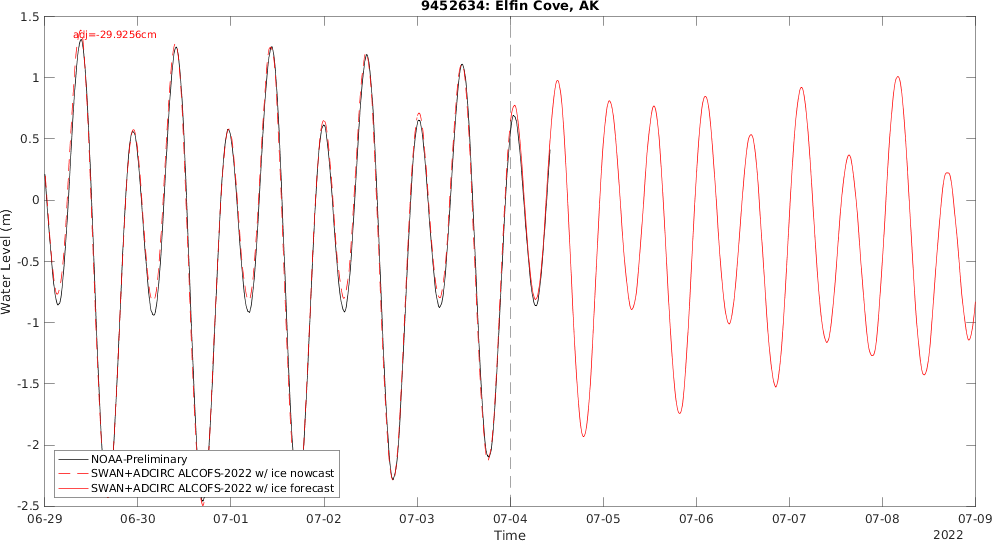 9452634: Elfin Cove, AK
adj=-29.9256cm
1.5
1
0.5
0
-0.5
-1
-1.5
-2
-2.5
Water Level (m)
NOAA-Preliminary
SWAN+ADCIRC ALCOFS-2022 w/ ice nowcast
SWAN+ADCIRC ALCOFS-2022 w/ ice forecast
06-29 06-30 07-01 07-02 07-03 07-04 07-05 07-06 07-07 07-08 07-09
Time
2022